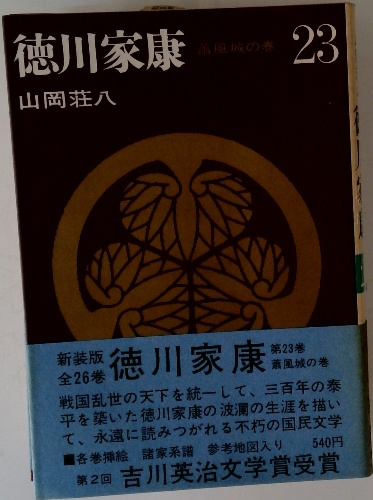 徳川家康 蕭風城の巻 23
山岡荘八
新装版
全26巻
徳川家康
第23巻
蕭風城の巻
戦国乱世の天下を統一して、三百年の泰
平を築いた徳川家康の波瀾の生涯を描い
て、永遠に読みつがれる不朽の国民文学
■各巻挿絵 諸家系譜 参考地図入り 540円
第2回 吉川英治文学賞受賞